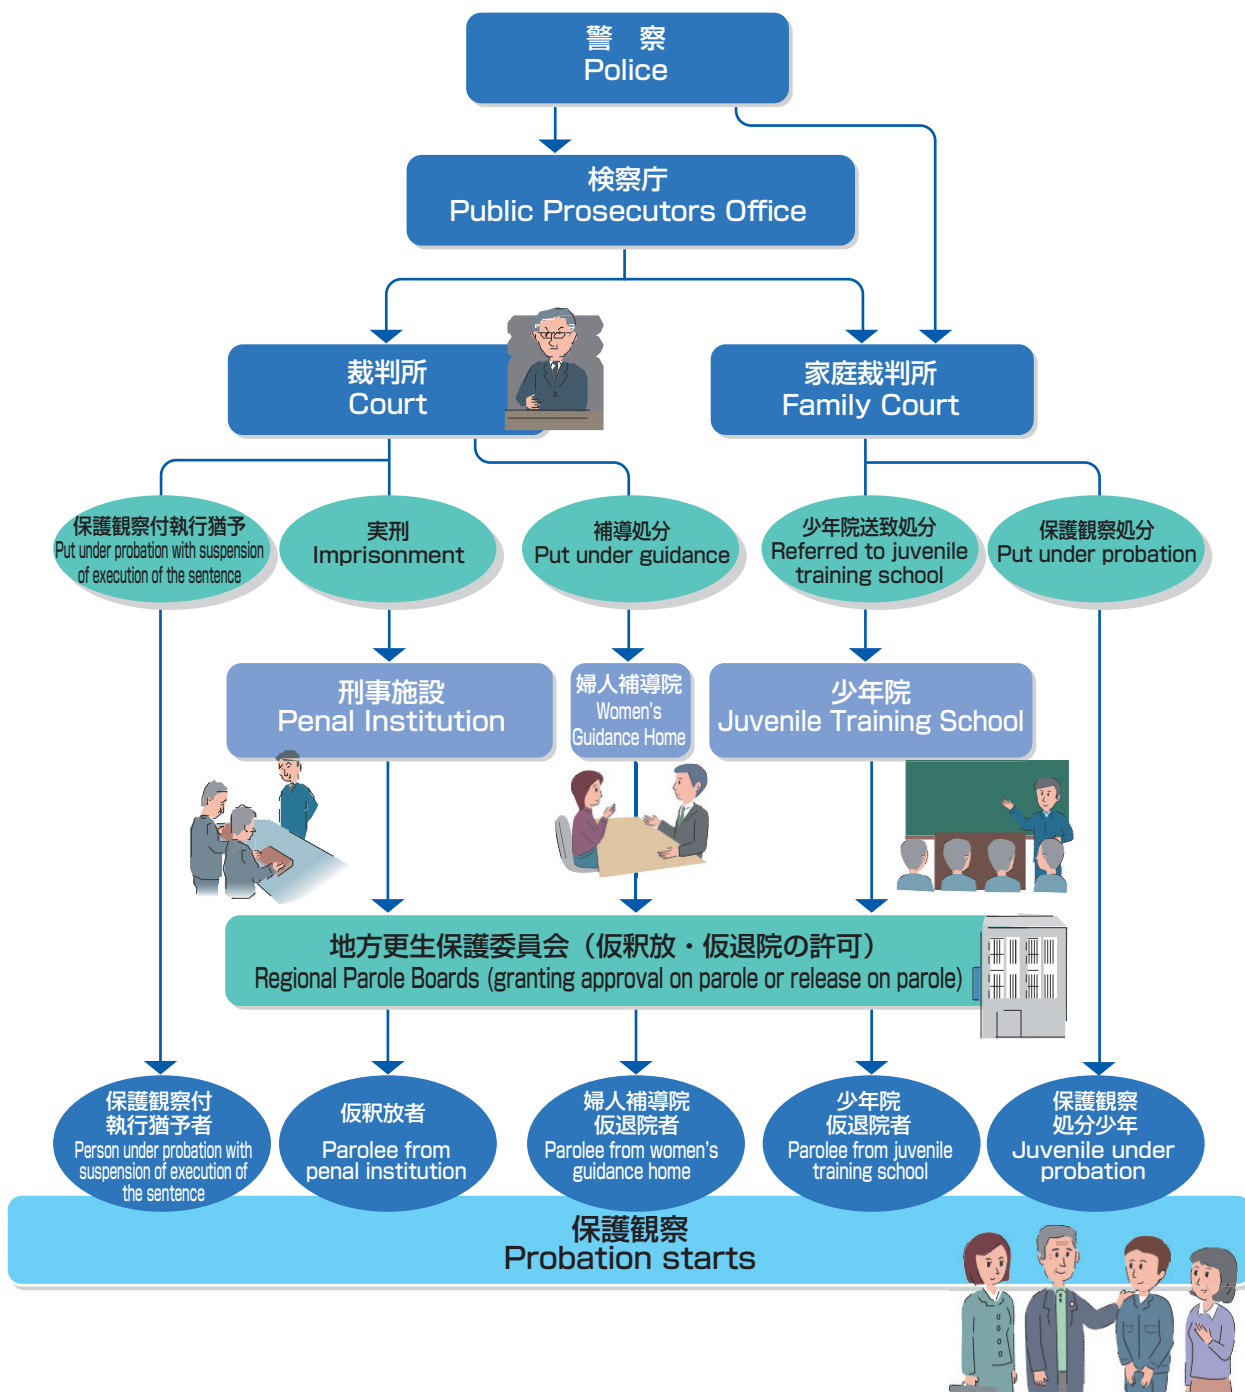 警　察
Police
検察庁
Public Prosecutors Office
裁判所
Court
家庭裁判所
Family Court
保護観察付執行猶予
Put under probation with suspension
of execution of the sentence
実刑
Imprisonment
補導処分
Put under guidance
少年院送致処分
Referred to juvenile
training school
保護観察処分
Put under probation
刑事施設
Penal Institution
婦人補導院
Women's
Guidance Home
少年院
Juvenile Training School
地方更生保護委員会（仮釈放・仮退院の許可）
Regional Parole Boards (granting approval on parole or release on parole)
保護観察付
執行猶予者
Person under probation with
suspension of execution of
the sentence
仮釈放者
Parolee from
penal institution
婦人補導院
仮退院者
Parolee from women's
guidance home
少年院
仮退院者
Parolee from juvenile
training school
保護観察
処分少年
Juvenile under
probation
保護観察
Probation starts